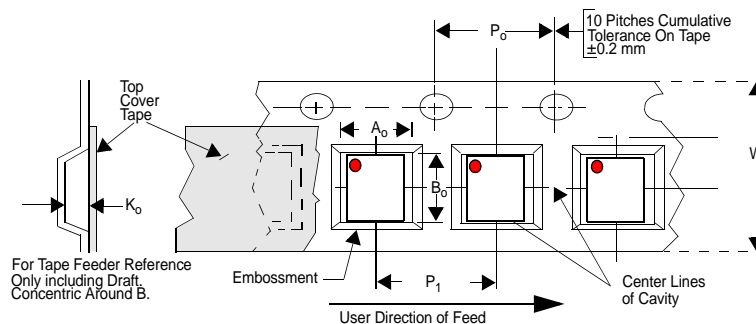 10 Pitches Cumulative
Tolerance On Tape
±0.2 mm
Po
Top
Cover
Tape
Ao
W
Bo
Ko
For Tape Feeder Reference
Only including Draft.
Concentric Around B.
Embossment
P1
Center Lines
of Cavity
User Direction of Feed